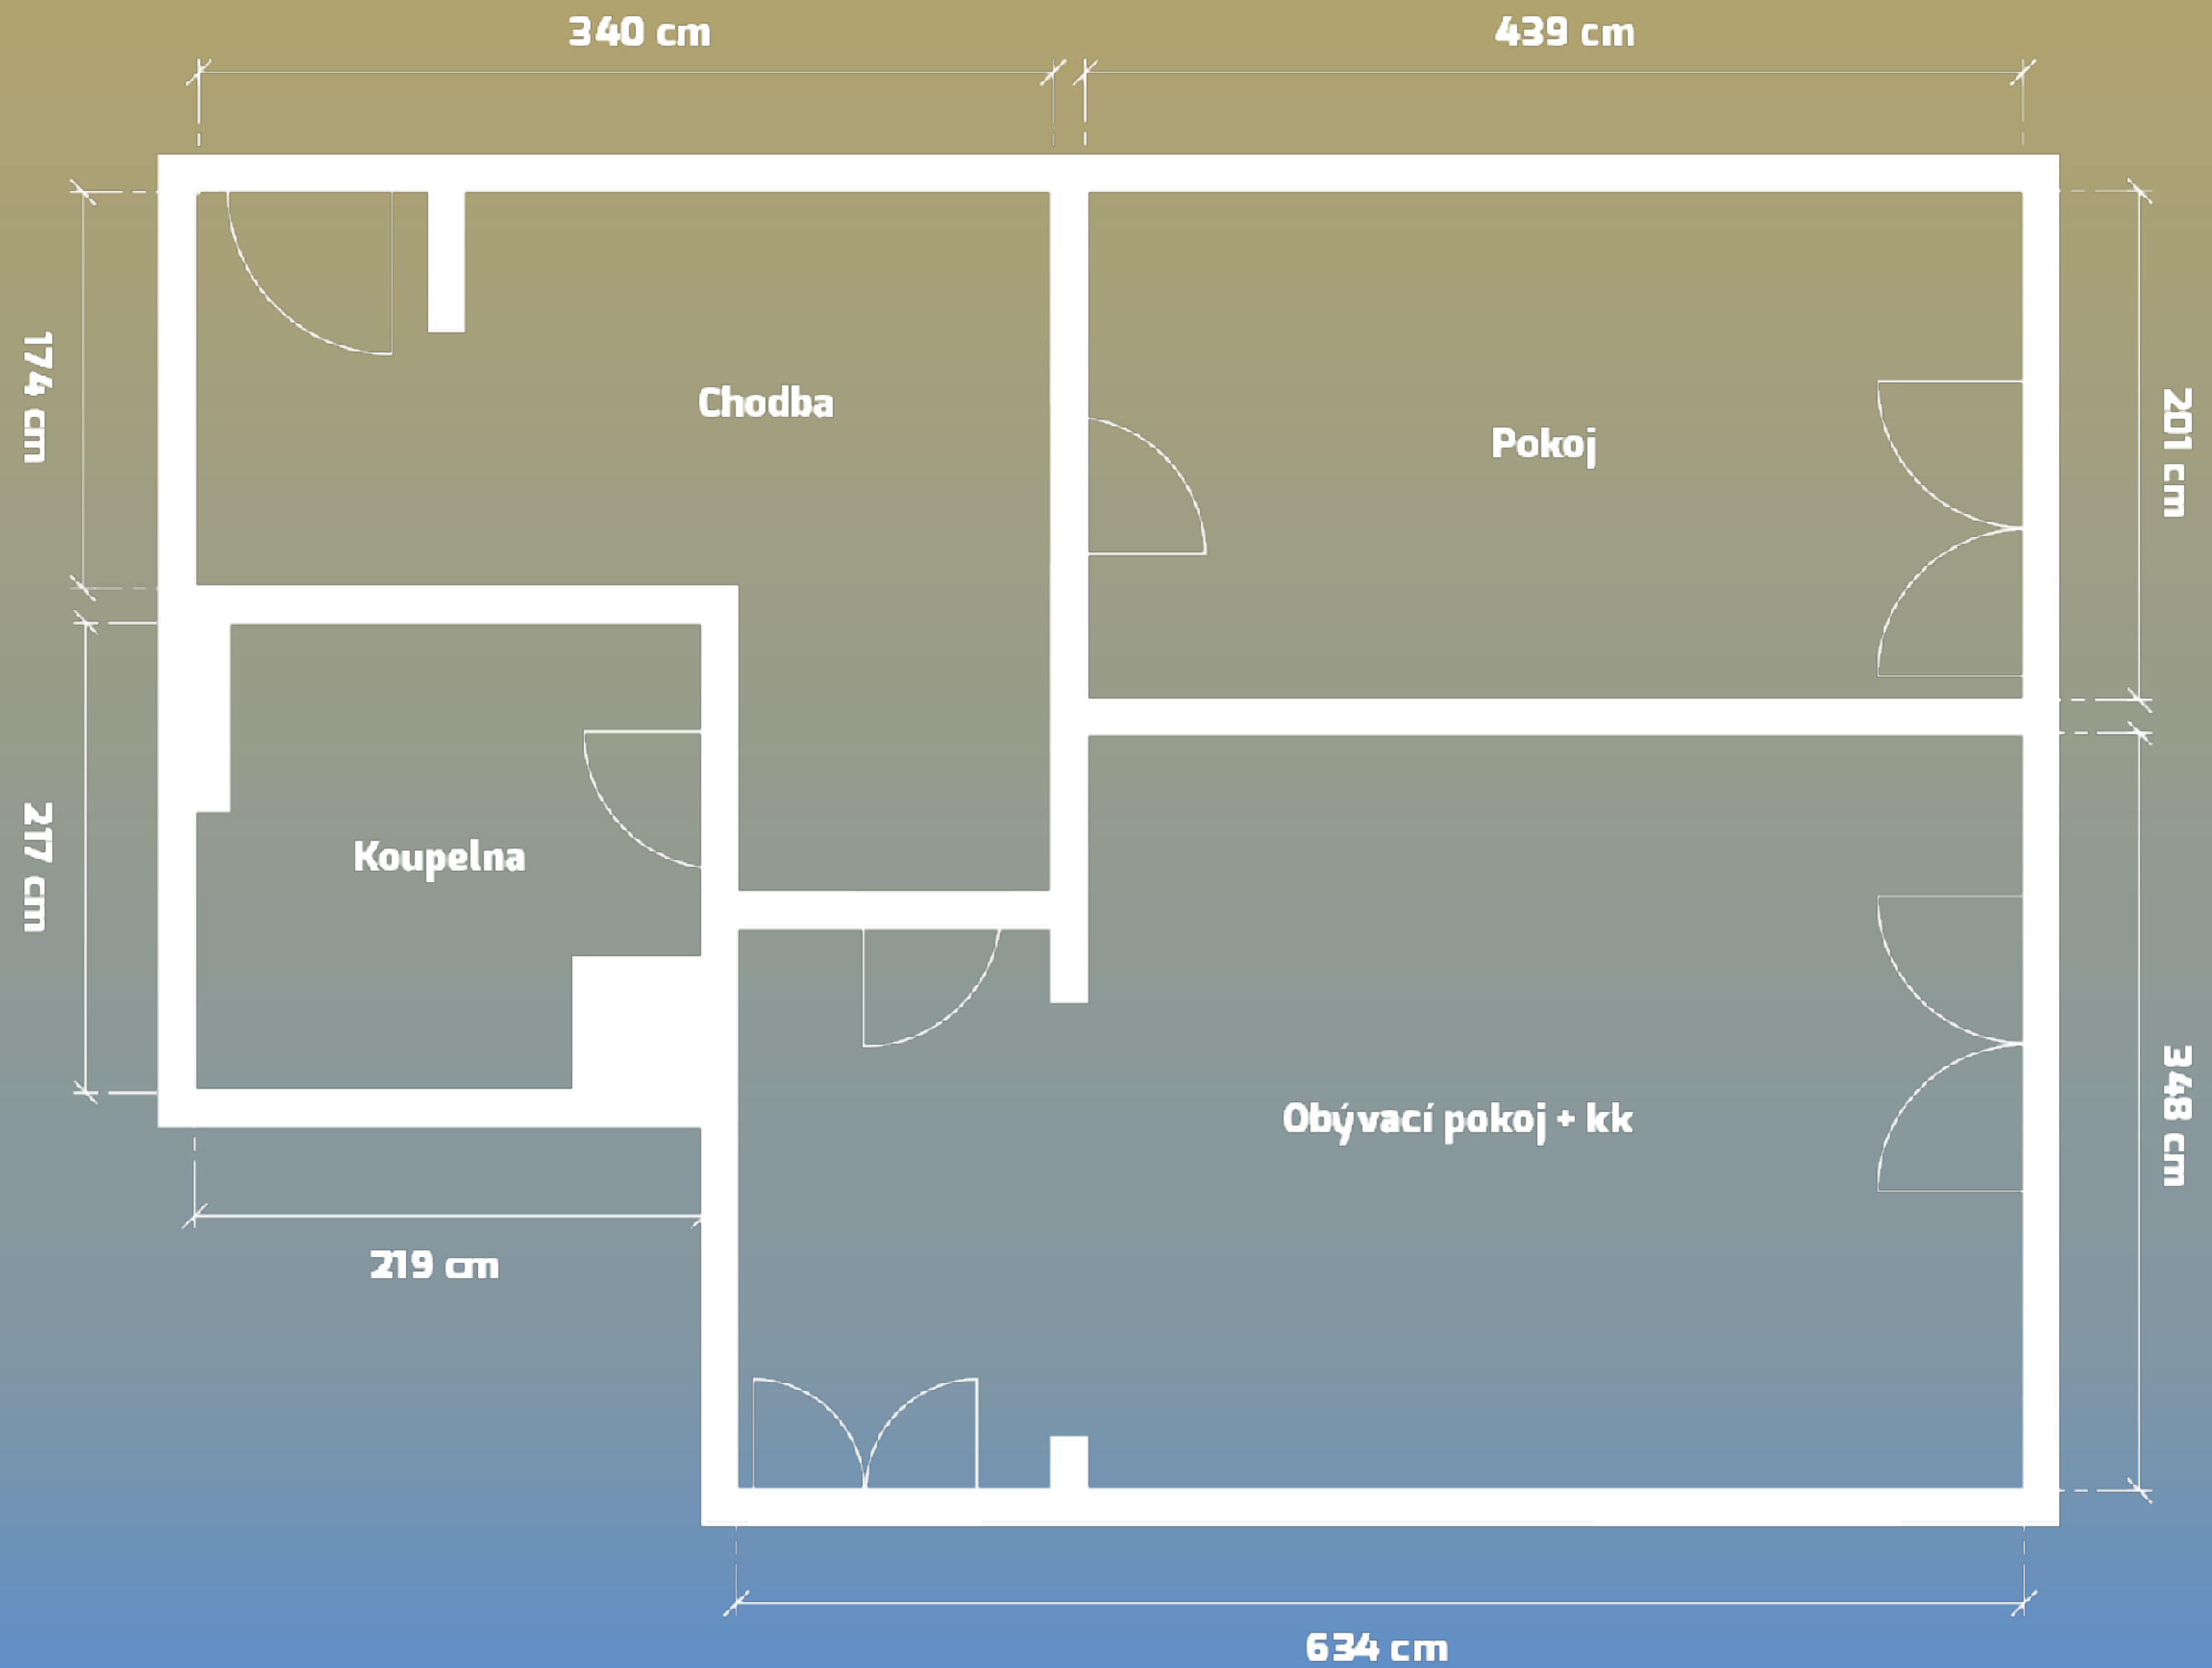 340 cm
439 cm
174 cm
Chodba
Pokoj
201 cm
217 cm
Koupelna
Obývací pokoj + kk
348 cm
219 cm
634 cm